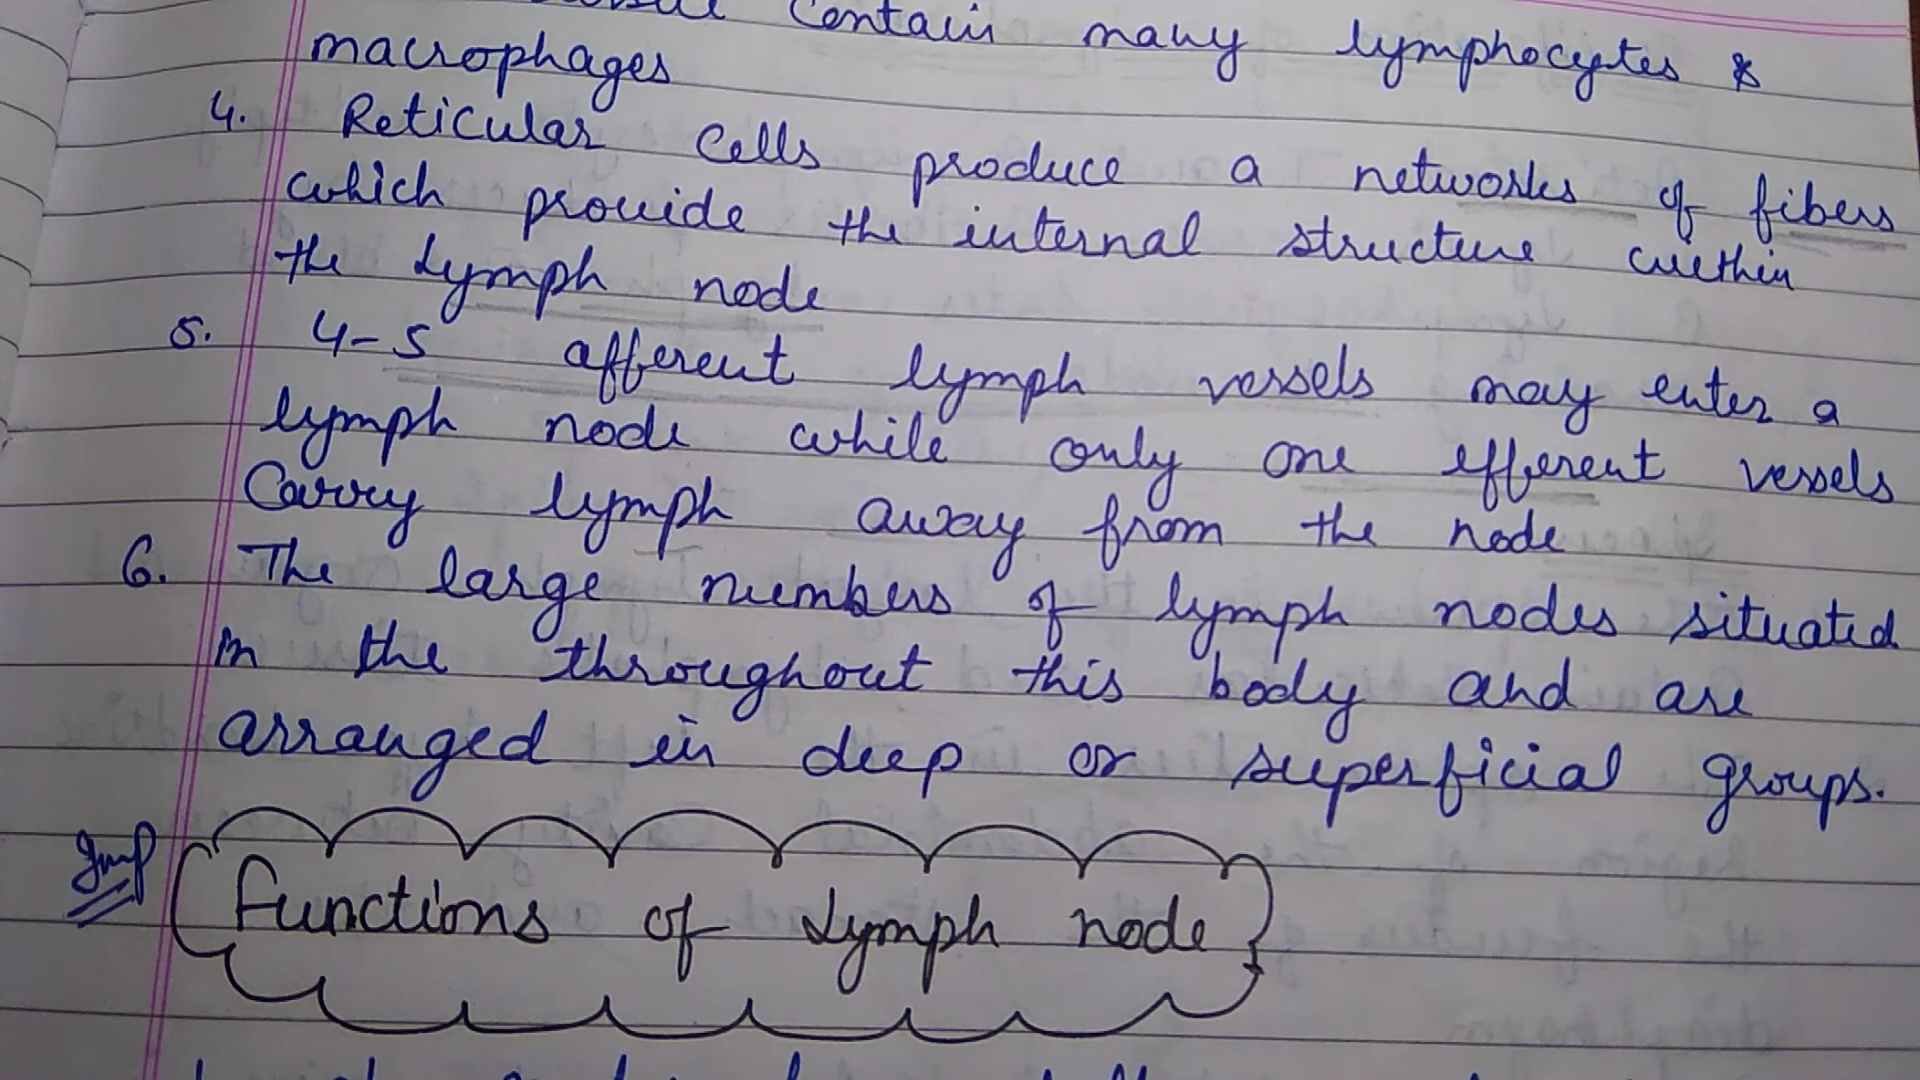 Contain many lymphocytes &
macrophages
4. Reticular Cells produce a networks of fibers
which provide the internal structure within
the Lymph node
5. 4-5 afferent lymph vessels may enter a
lymph node while only one efferent vessels
Carry lymph away from the node
6. The large numbers of lymph nodes situated
in the throughout this body and are
arranged in deep or superficial groups.
Imp Functions of Lymph node